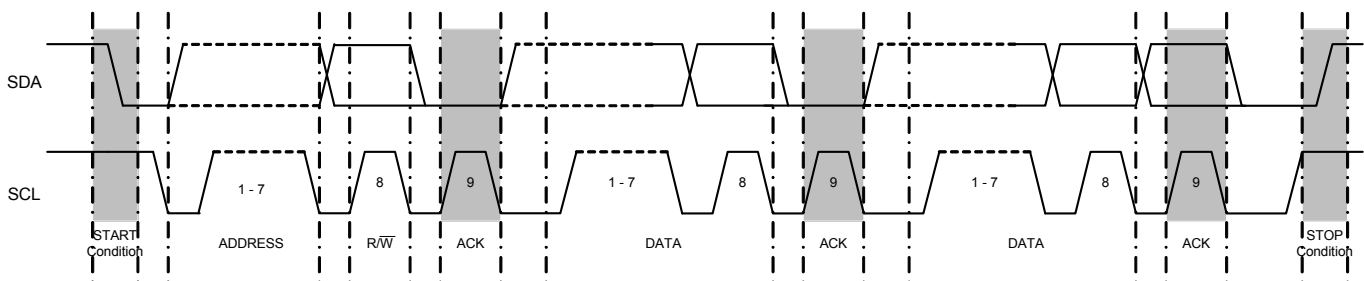 SDA
SCL
1 - 7
8
9
1 - 7
8
9
1 - 7
8
9
START
Condition
ADDRESS
R/W̅
ACK
DATA
ACK
DATA
ACK
STOP
Condition